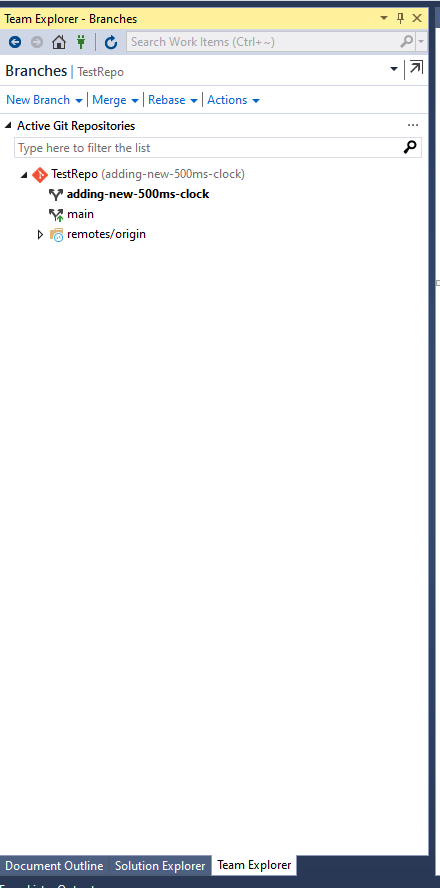 Team Explorer - Branches
Search Work Items (Ctrl+~)
Branches | TestRepo
New Branch | Merge | Rebase | Actions
Active Git Repositories
Type here to filter the list
TestRepo (adding-new-500ms-clock)
adding-new-500ms-clock
main
remotes/origin
Document Outline Solution Explorer Team Explorer